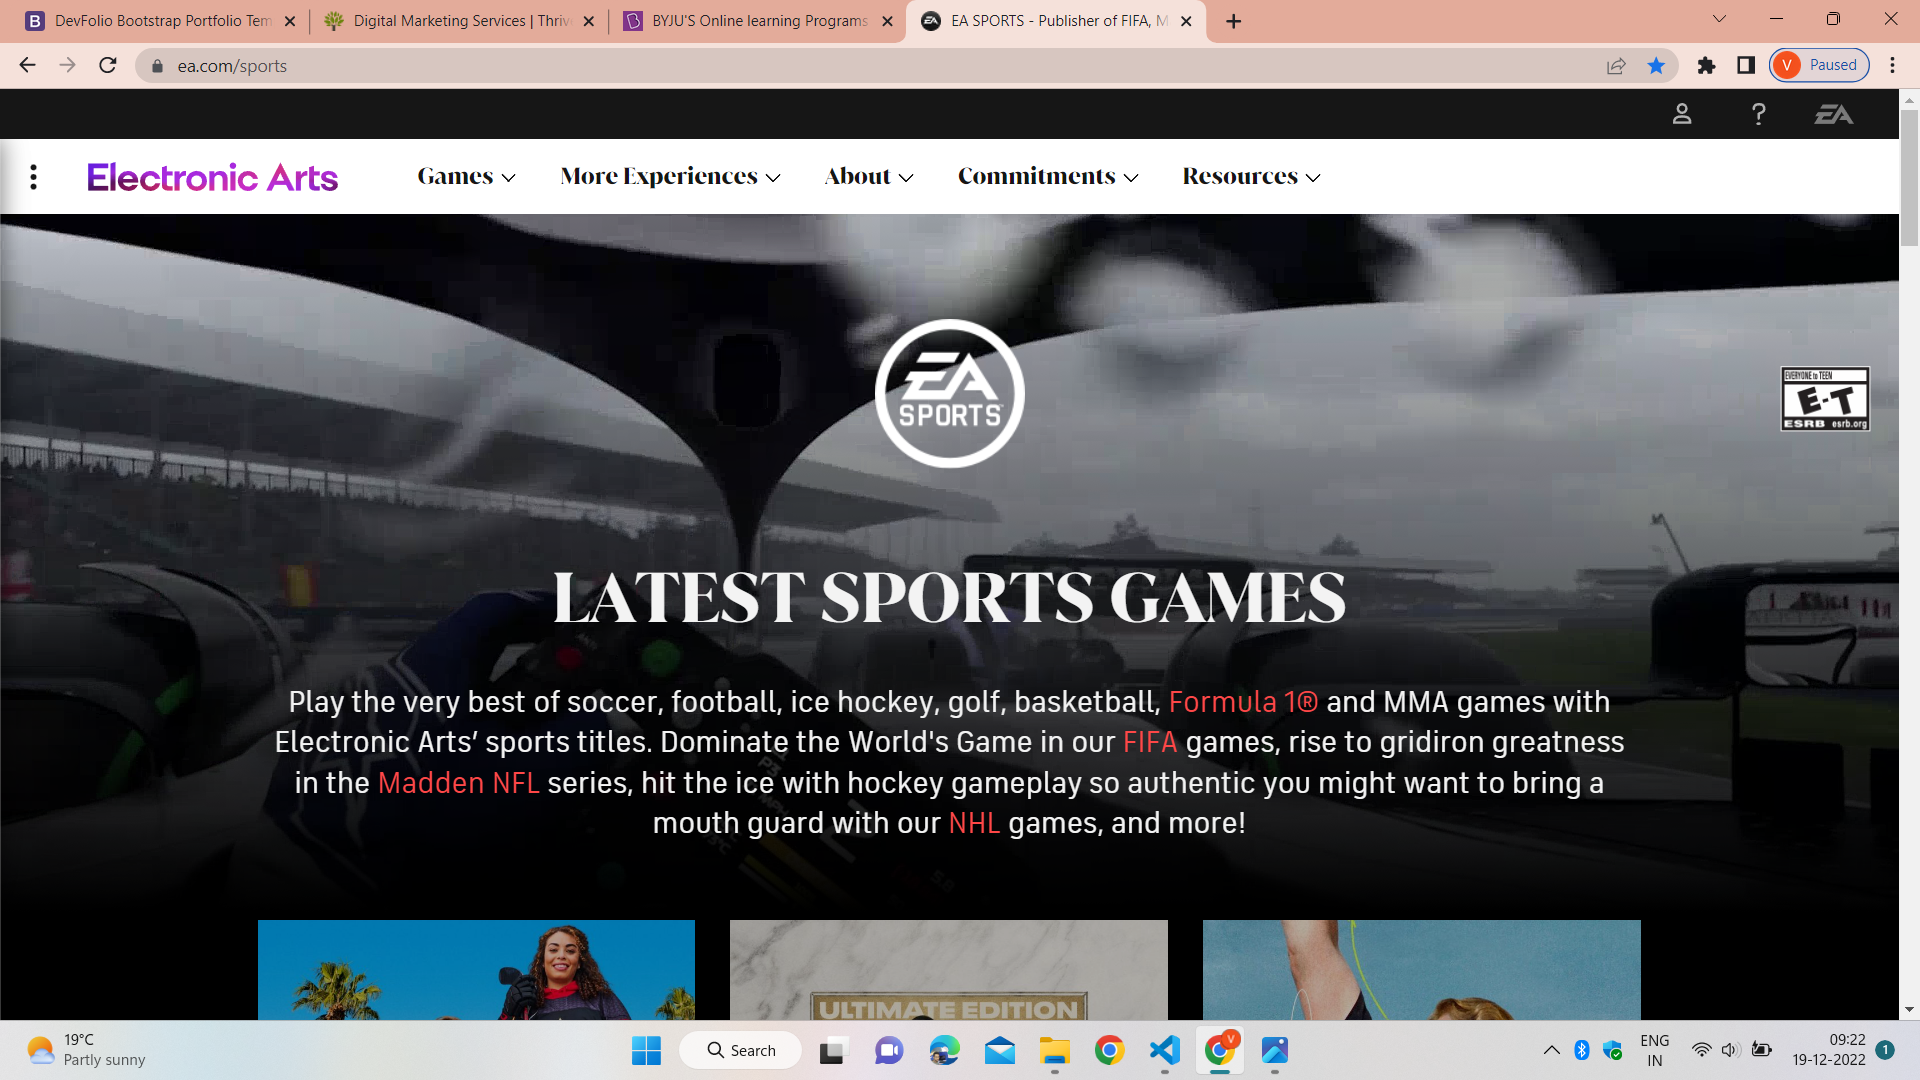 DevFolio Bootstrap Portfolio Tem
Digital Marketing Services | Thriv
BYJU'S Online learning Programs
EA SPORTS - Publisher of FIFA, M
ea.com/sports
V Paused
EA
Electronic Arts
Games
More Experiences
About
Commitments
Resources
EA
SPORTS
EVERYONE to TEEN
E-T
ESRB esrb.org
LATEST SPORTS GAMES
Play the very best of soccer, football, ice hockey, golf, basketball, Formula 1® and MMA games with
Electronic Arts’ sports titles. Dominate the World's Game in our FIFA games, rise to gridiron greatness
in the Madden NFL series, hit the ice with hockey gameplay so authentic you might want to bring a
mouth guard with our NHL games, and more!
ULTIMATE EDITION
19°C
Partly sunny
Search
ENG
IN
09:22
19-12-2022
1